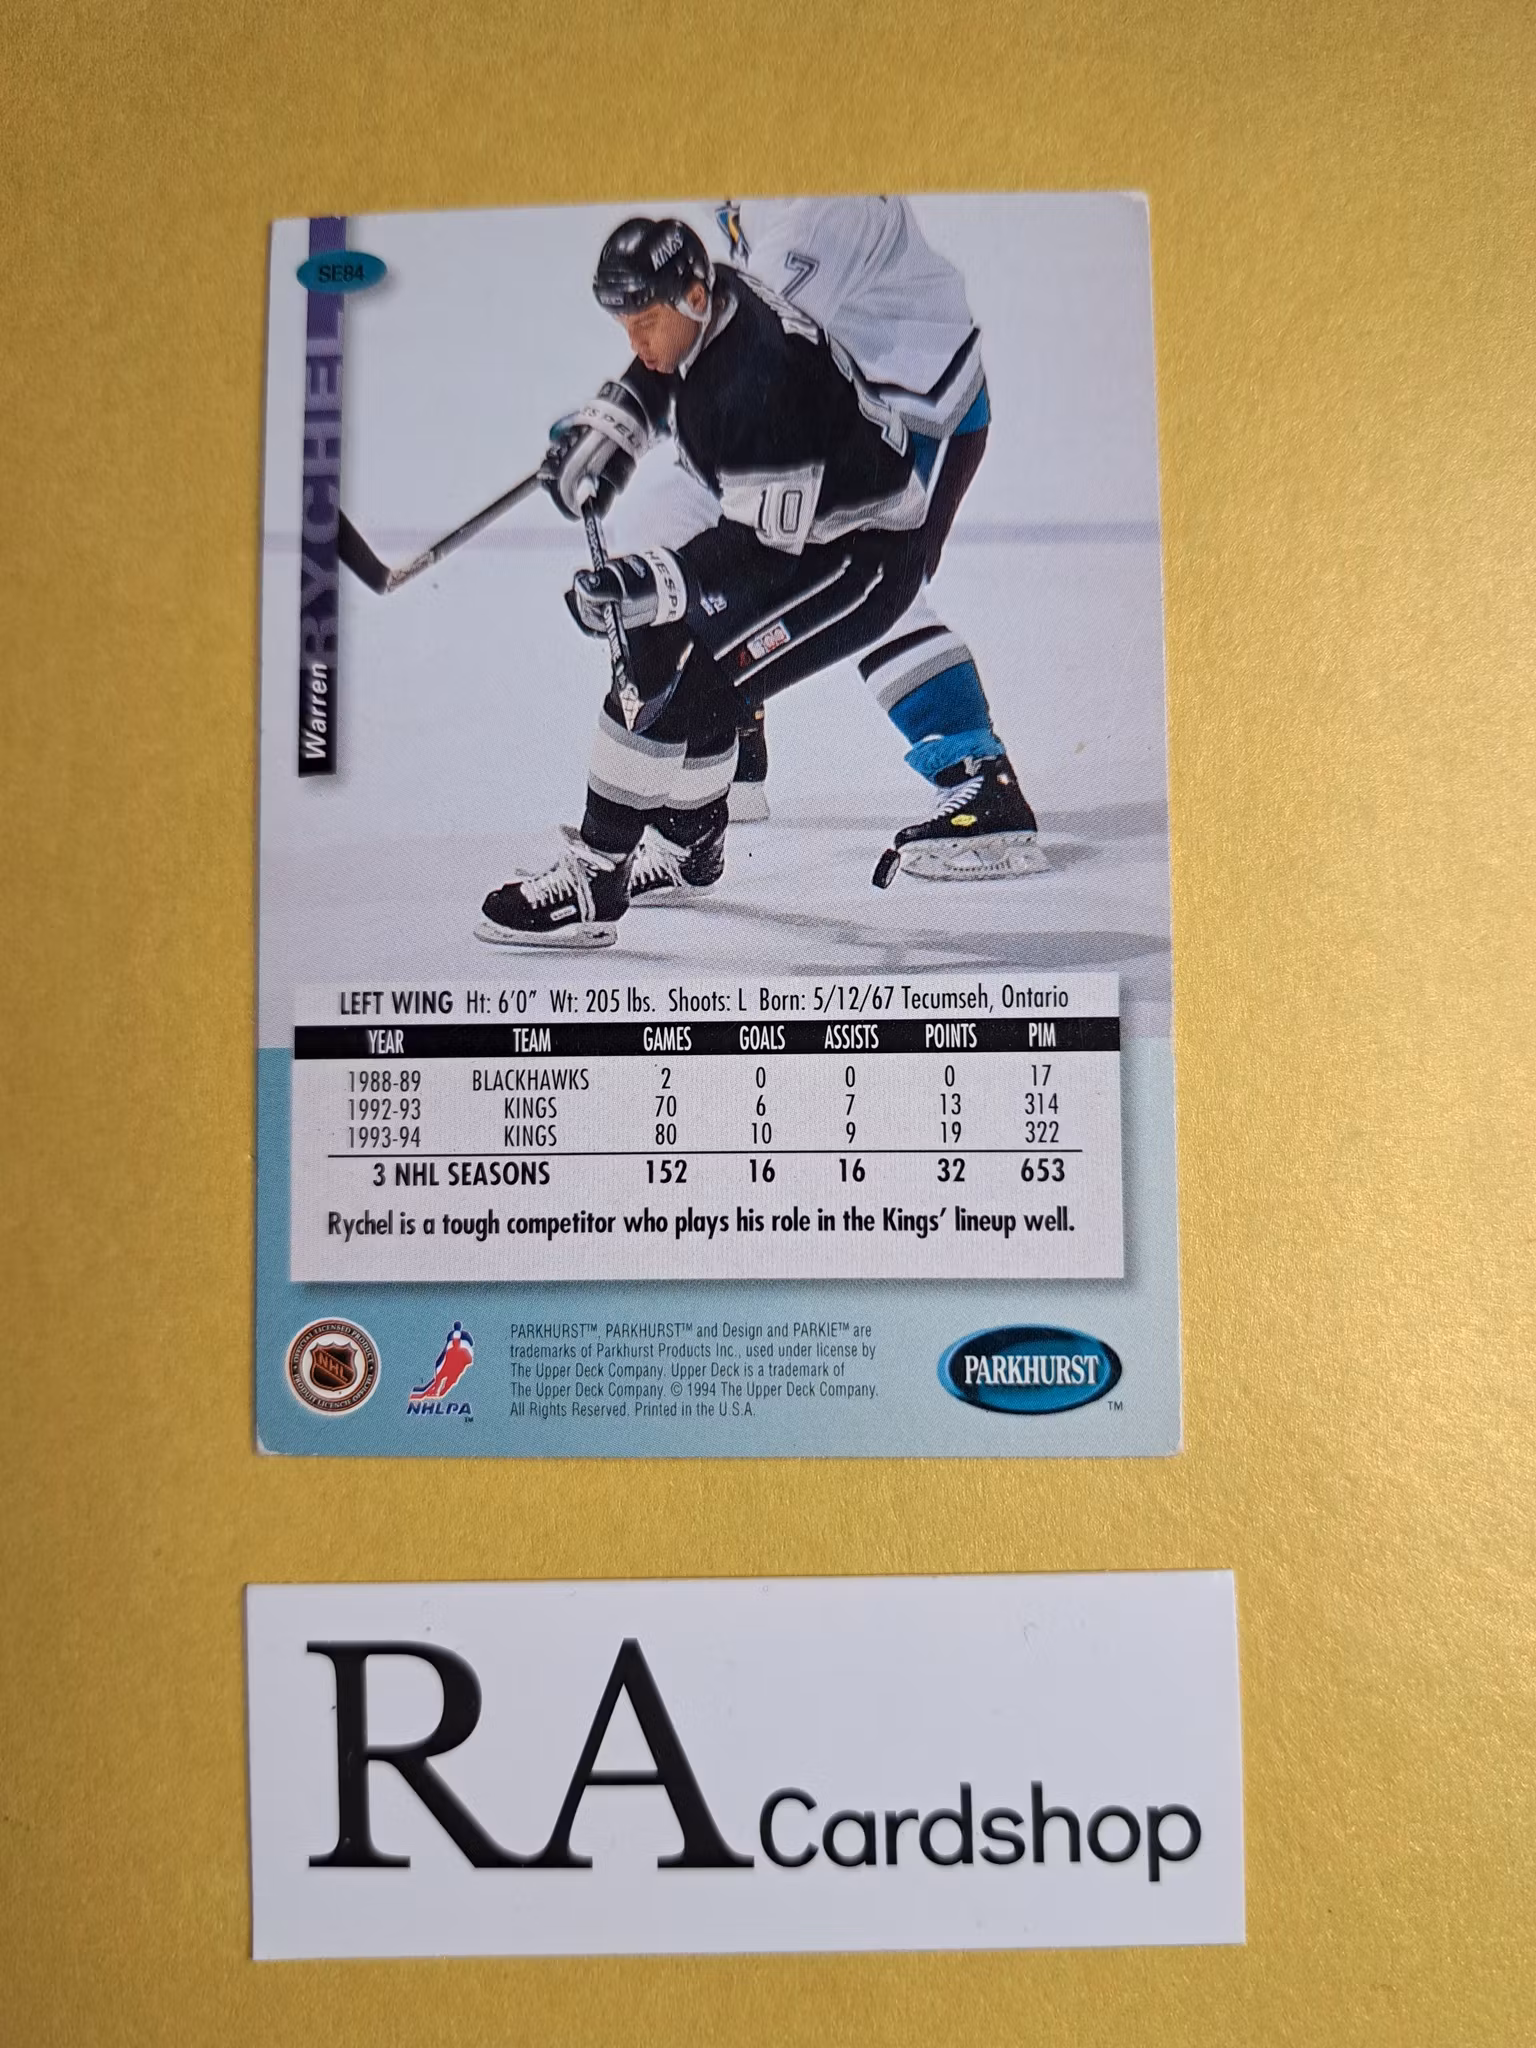 SE84
Warren RYCHEL
KINGS
7
10
LEFT WING Ht: 6'0" Wt: 205 lbs. Shoots: L Born: 5/12/67 Tecumseh, Ontario
YEAR TEAM GAMES GOALS ASSISTS POINTS PIM
1988-89 BLACKHAWKS 2 0 0 0 17
1992-93 KINGS 70 6 7 13 314
1993-94 KINGS 80 10 9 19 322
3 NHL SEASONS 152 16 16 32 653
Rychel is a tough competitor who plays his role in the Kings' lineup well.
NHL
NHLPA
TM
PARKHURST™, PARKHURST™ and Design and PARKIE™ are
trademarks of Parkhurst Products Inc., used under license by
The Upper Deck Company. Upper Deck is a trademark of
The Upper Deck Company. © 1994 The Upper Deck Company.
All Rights Reserved. Printed in the U.S.A.
PARKHURST
TM
RA Cardshop